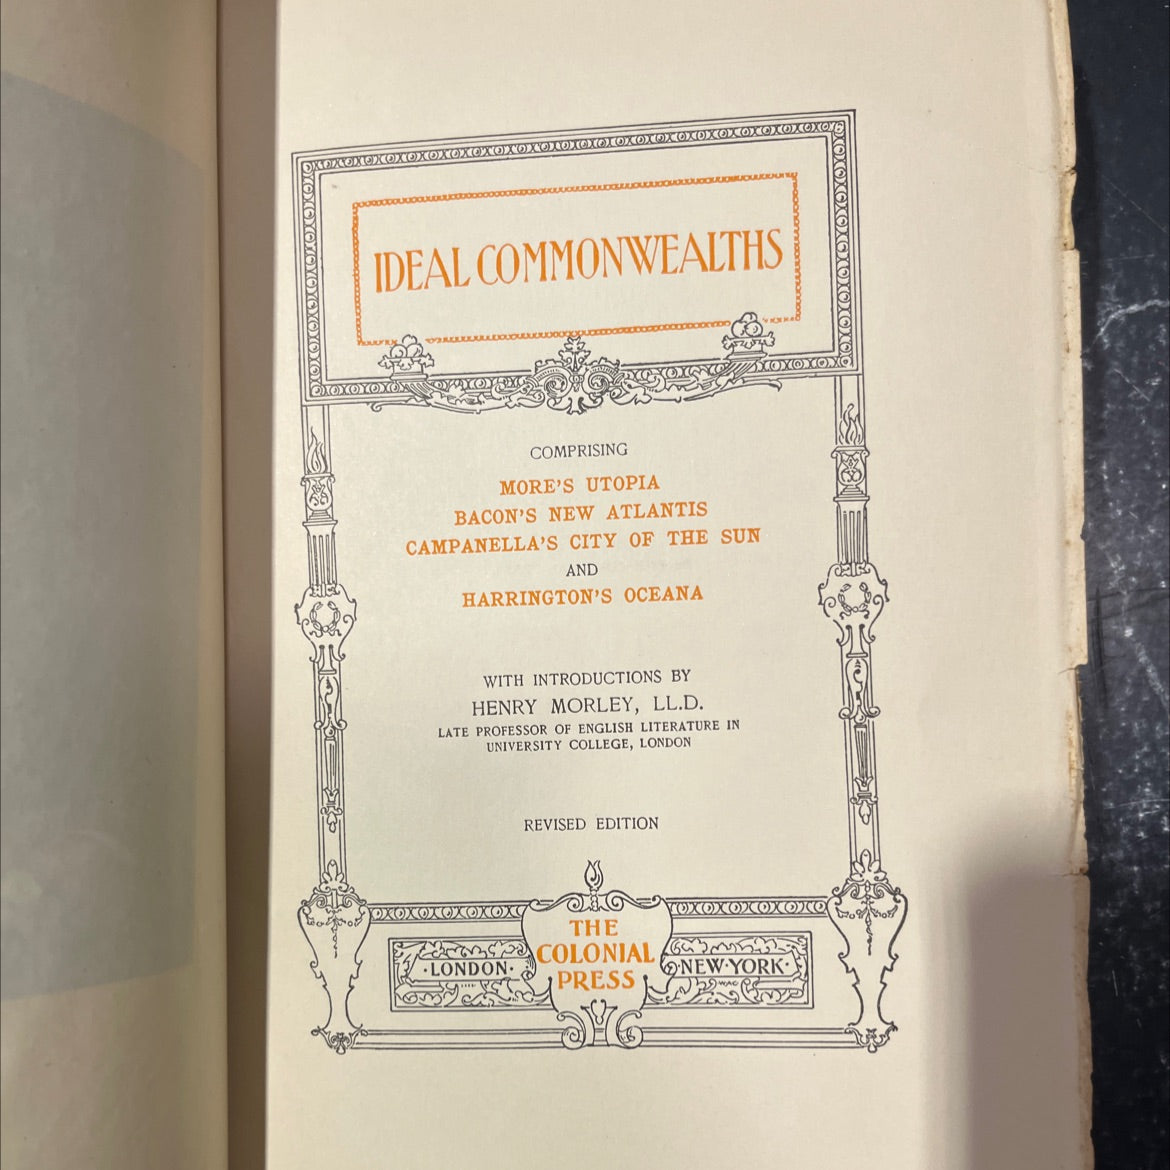 IDEAL COMMONWEALTHS
COMPRISING
MORE'S UTOPIA
BACON'S NEW ATLANTIS
CAMPANELLA'S CITY OF THE SUN
AND
HARRINGTON'S OCEANA
WITH INTRODUCTIONS BY
HENRY MORLEY, LL.D.
LATE PROFESSOR OF ENGLISH LITERATURE IN
UNIVERSITY COLLEGE, LONDON
REVISED EDITION
THE
COLONIAL
PRESS
·LONDON·
·NEW·YORK·
WAG